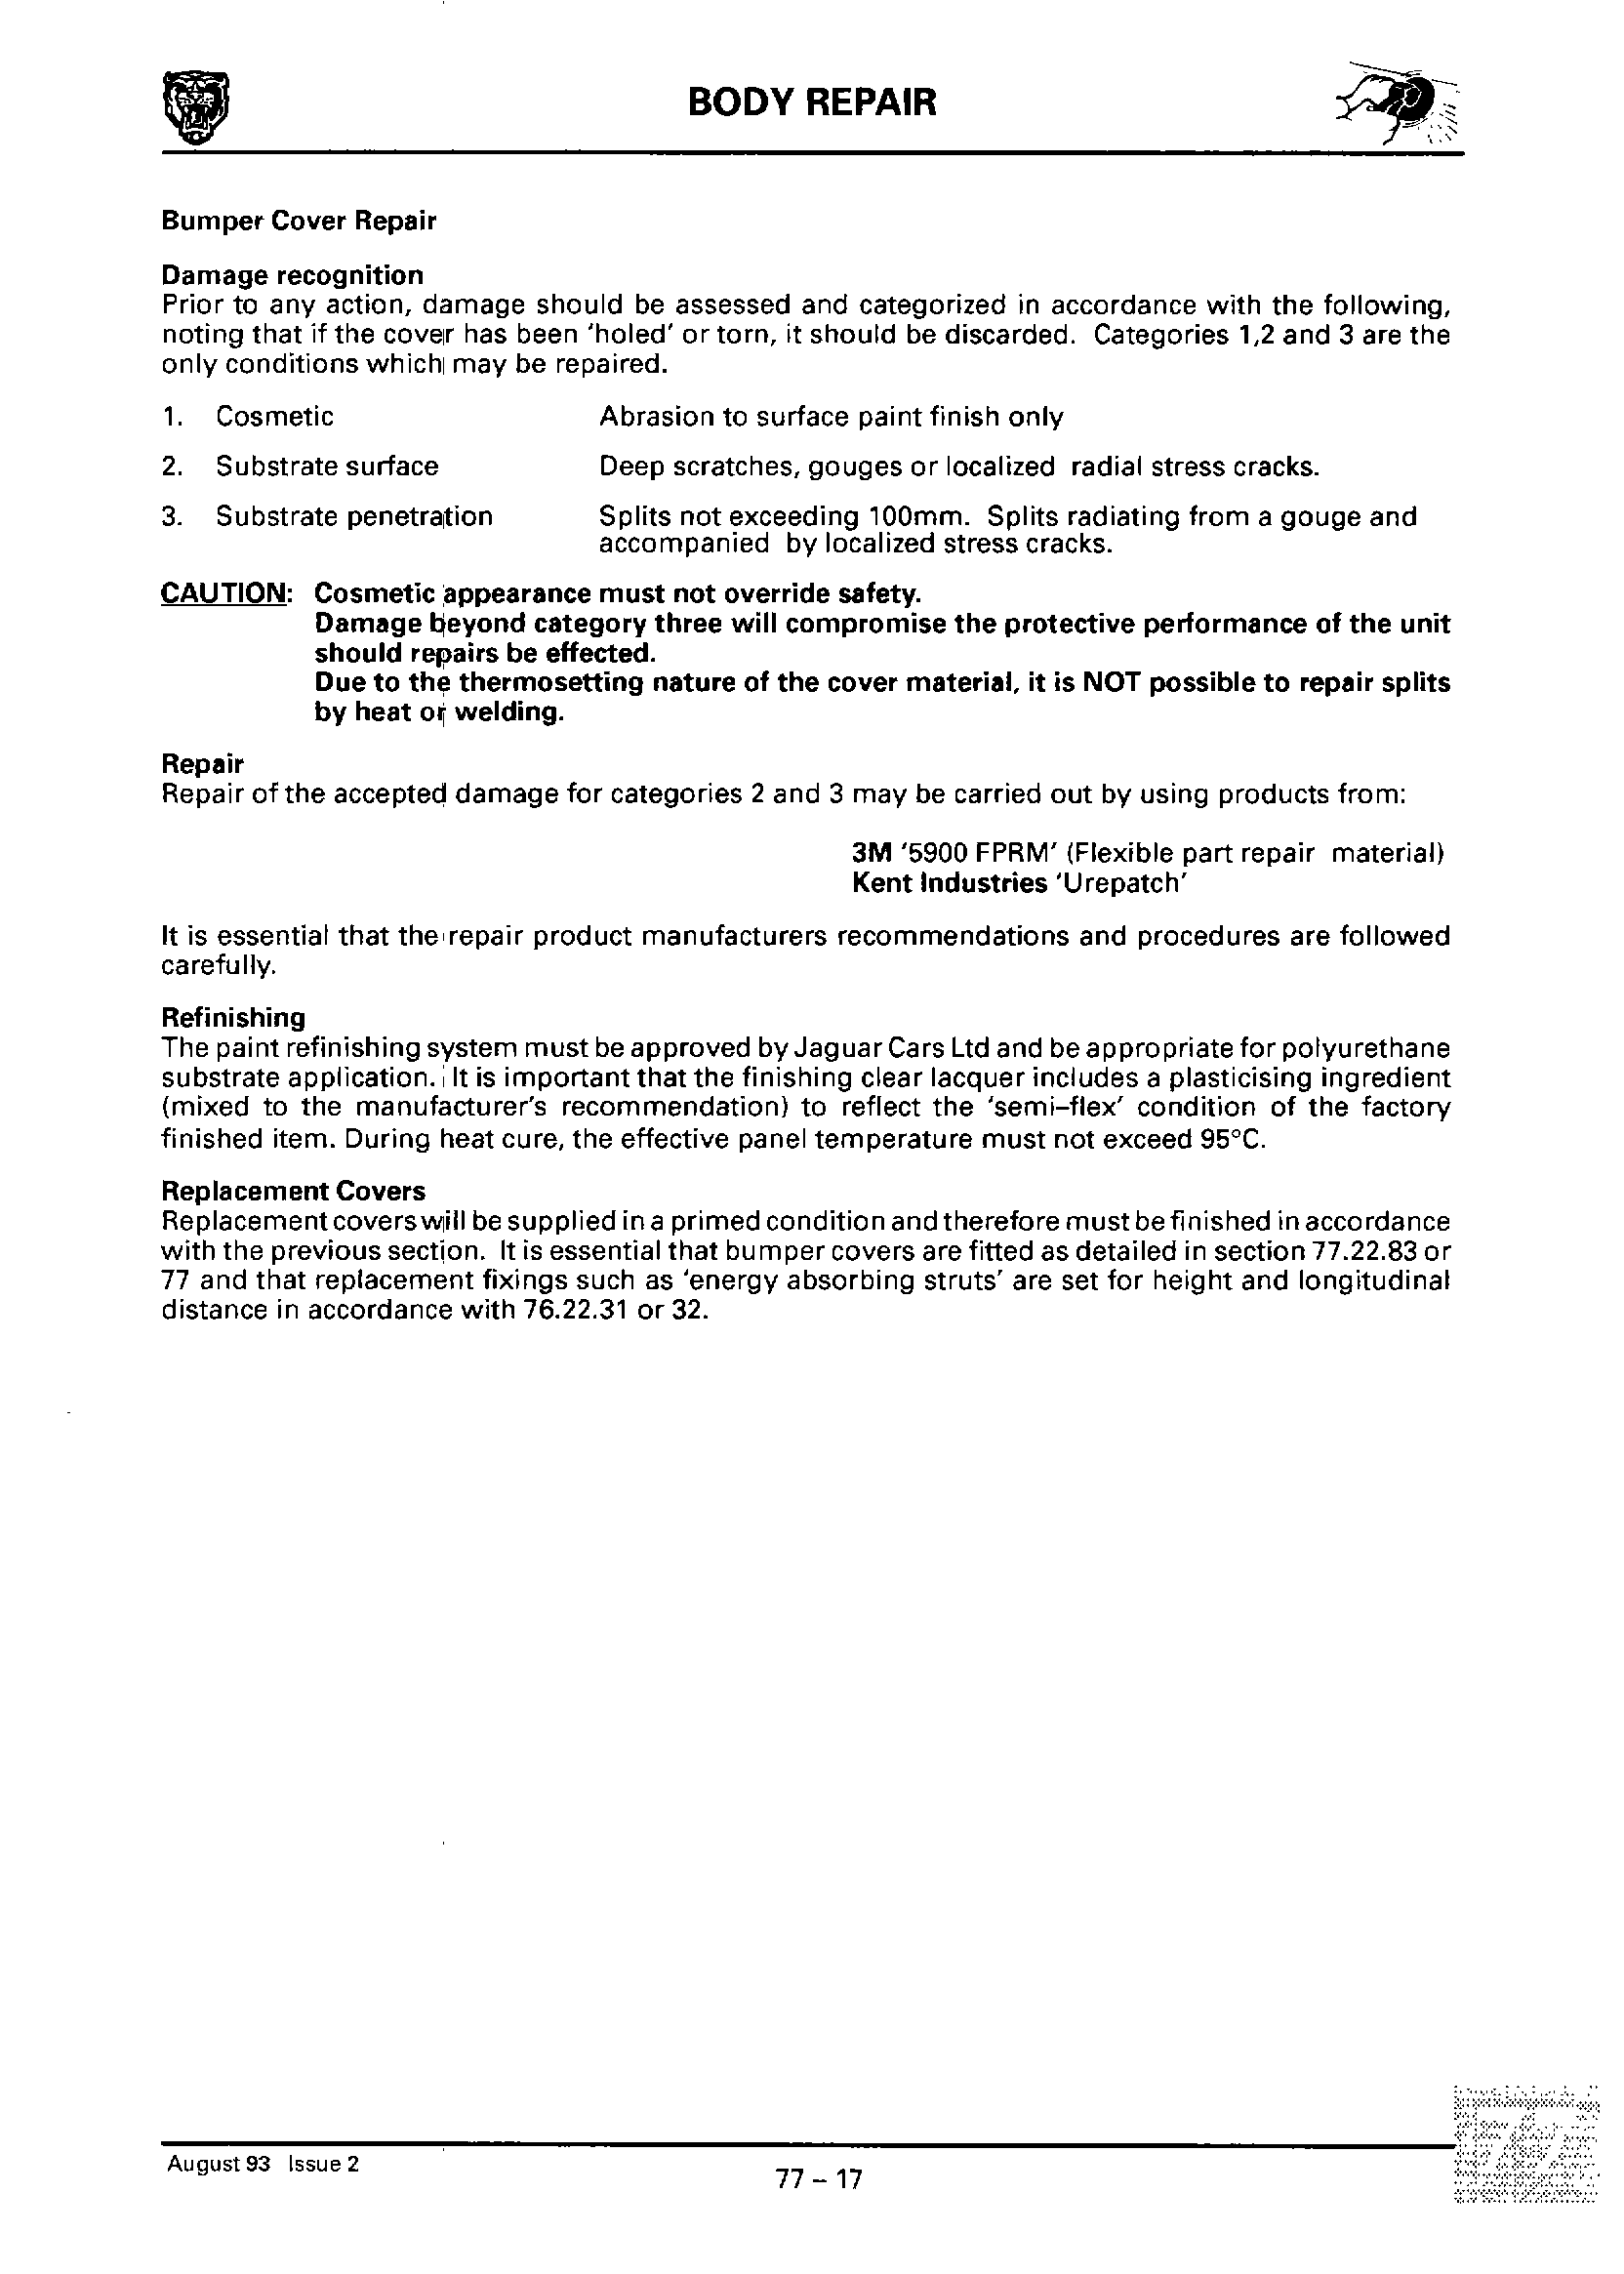 BODY REPAIR
Bumper Cover Repair
Damage recognition
Prior to any action, damage should be assessed and categorized in accordance with the following,
noting that if the cover has been 'holed' or torn, it should be discarded. Categories 1,2 and 3 are the
only conditions which may be repaired.
1. Cosmetic Abrasion to surface paint finish only
2. Substrate surface Deep scratches, gouges or localized radial stress cracks.
3. Substrate penetration Splits not exceeding 100mm. Splits radiating from a gouge and
accompanied by localized stress cracks.
CAUTION: Cosmetic appearance must not override safety.
Damage beyond category three will compromise the protective performance of the unit
should repairs be effected.
Due to the thermosetting nature of the cover material, it is NOT possible to repair splits
by heat or welding.
Repair
Repair of the accepted damage for categories 2 and 3 may be carried out by using products from:
3M '5900 FPRM' (Flexible part repair material)
Kent Industries 'Urepatch'
It is essential that the repair product manufacturers recommendations and procedures are followed
carefully.
Refinishing
The paint refinishing system must be approved by Jaguar Cars Ltd and be appropriate for polyurethane
substrate application. It is important that the finishing clear lacquer includes a plasticising ingredient
(mixed to the manufacturer's recommendation) to reflect the 'semi–flex' condition of the factory
finished item. During heat cure, the effective panel temperature must not exceed 95°C.
Replacement Covers
Replacement covers will be supplied in a primed condition and therefore must be finished in accordance
with the previous section. It is essential that bumper covers are fitted as detailed in section 77.22.83 or
77 and that replacement fixings such as 'energy absorbing struts' are set for height and longitudinal
distance in accordance with 76.22.31 or 32.
August 93 Issue 2
77 – 17